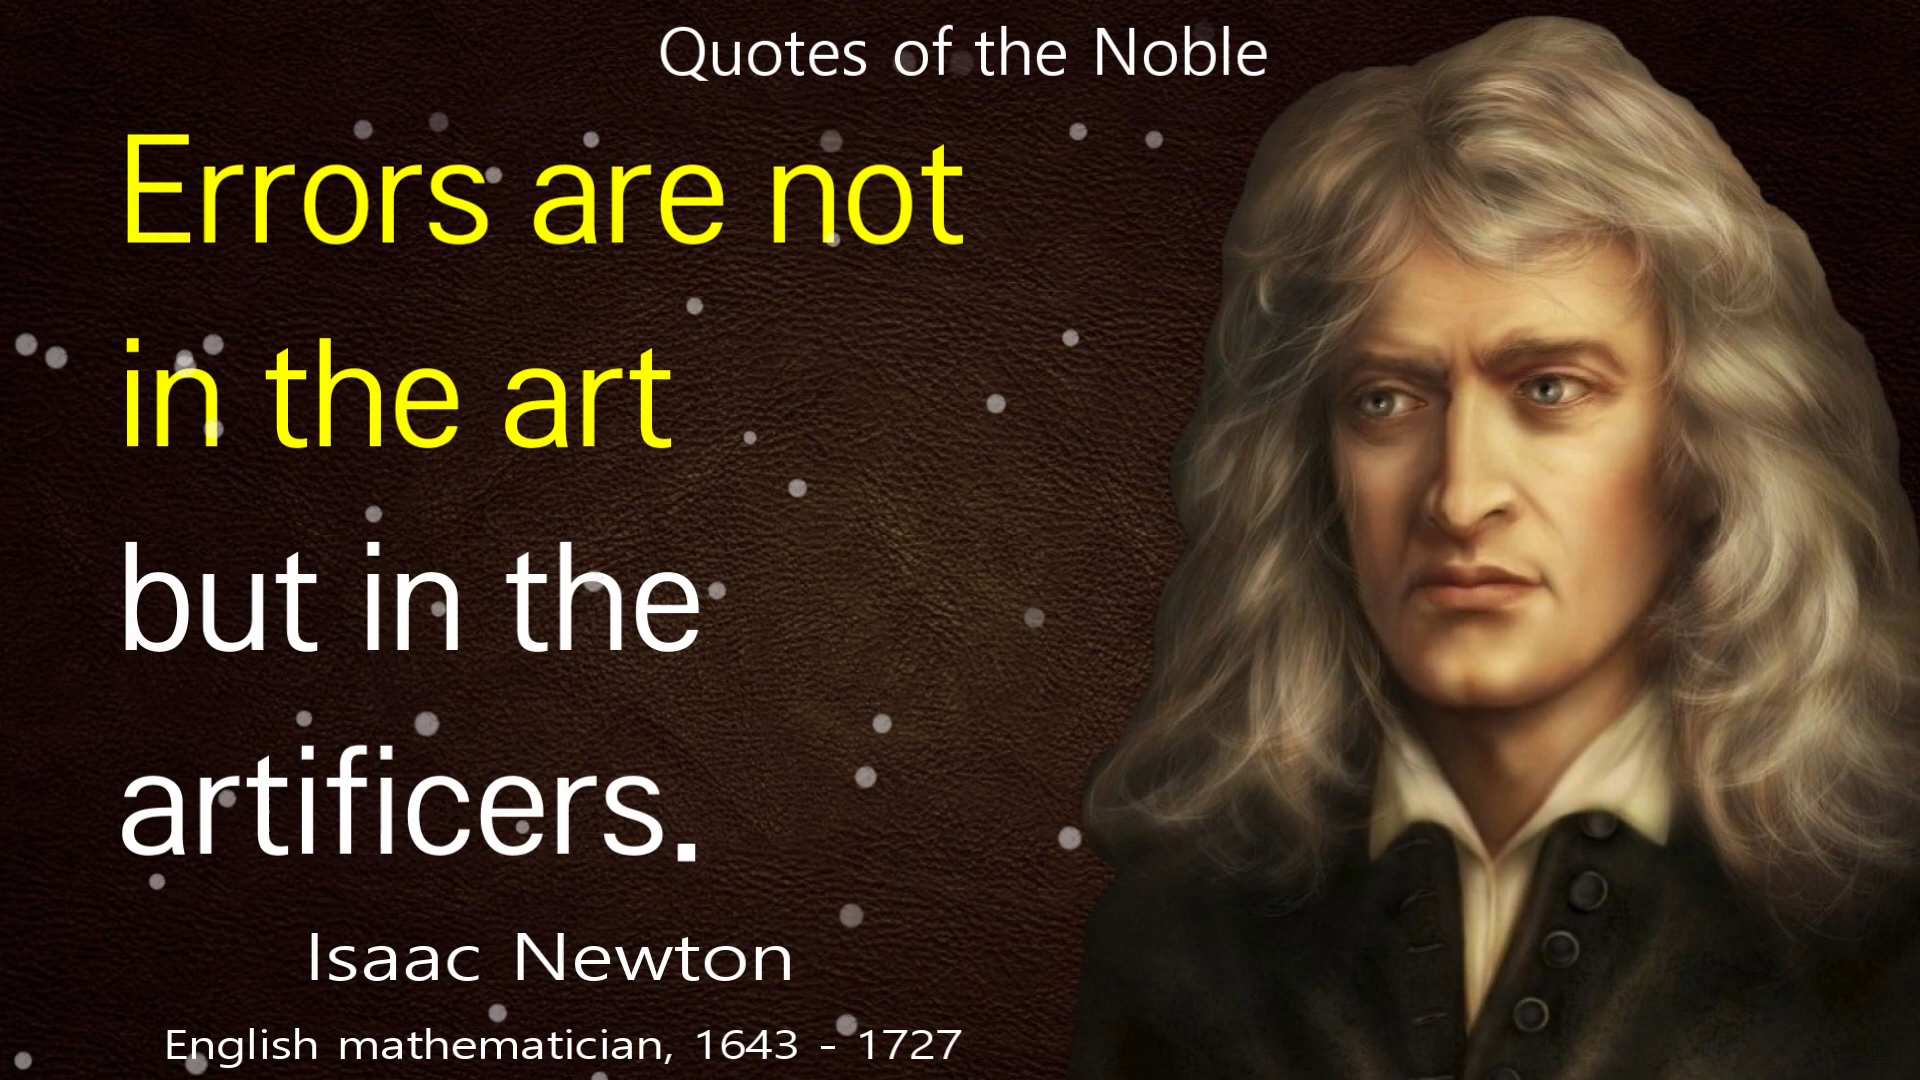 Quotes of the Noble
Errors are not
in the art
but in the
artificers.
Isaac Newton
English mathematician, 1643 - 1727